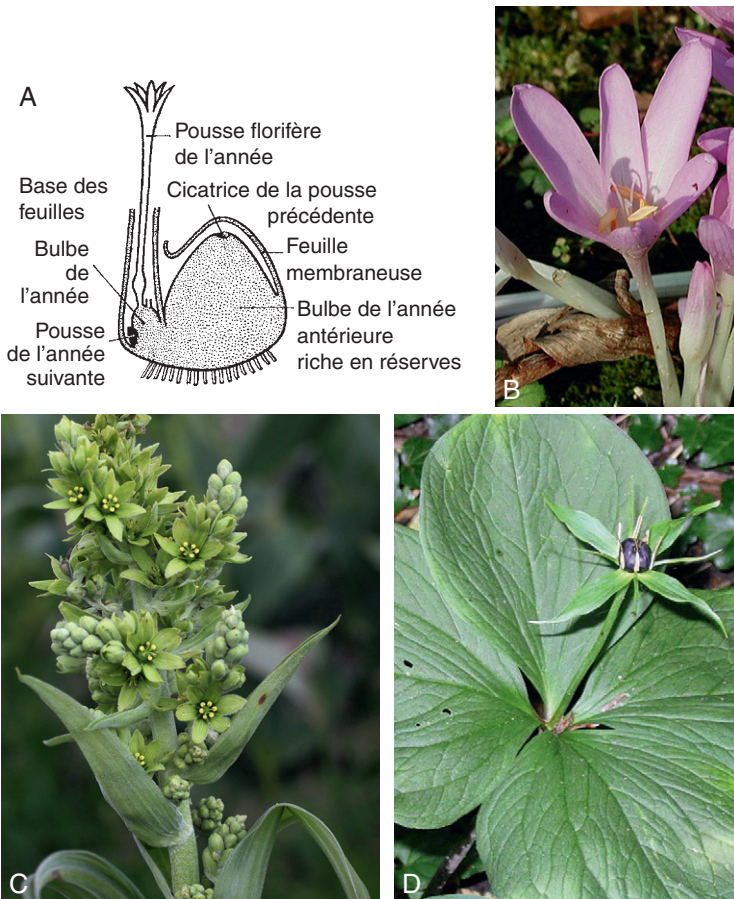 A
Pousse florifère
de l'année
Base des
feuilles
Cicatrice de la pousse
précédente
Bulbe
de
l'année
Feuille
membraneuse
Bulbe de l'année
antérieure
riche en réserves
Pousse
de l'année
suivante
B
C
D